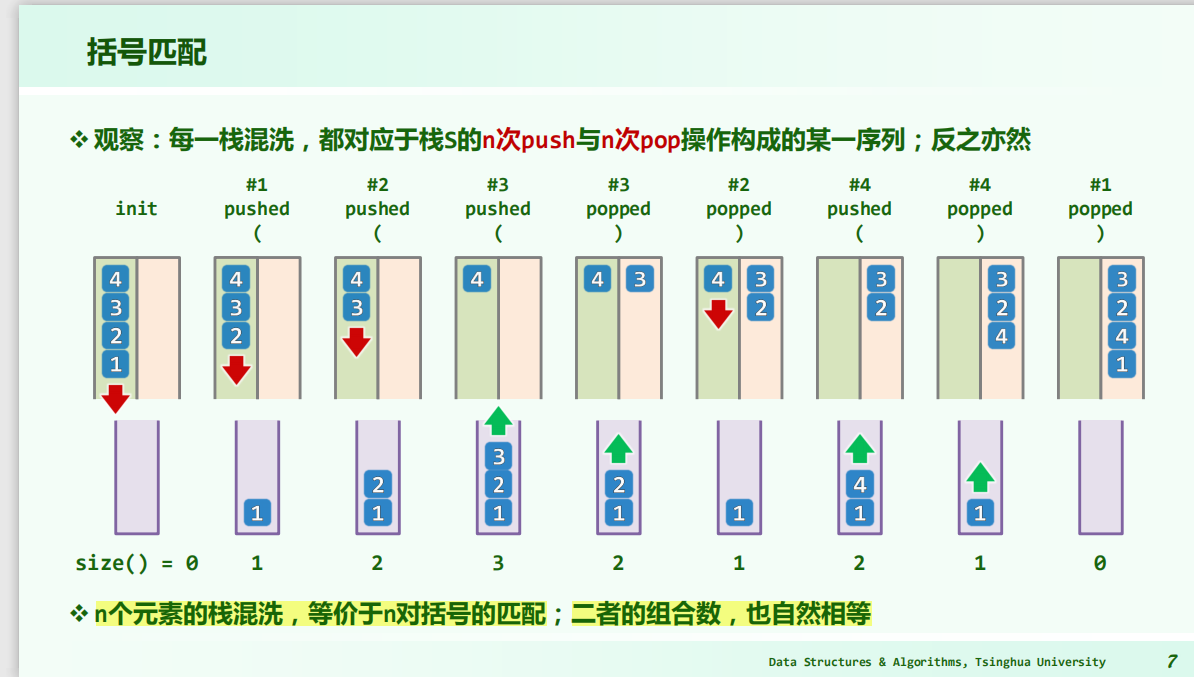 括号匹配
❖ 观察：每一栈混洗，都对应于栈S的n次push与n次pop操作构成的某一序列；反之亦然
#1 #2 #3 #3 #2 #4 #4 #1
init pushed pushed pushed popped popped pushed popped popped
( ( ( ) ) ( ) )
4 4 4 4 4 3 4 3 3 3 3
3 3 3 2 2 2 2
2 2 4 4
1 1
3
2 2 2 4
1 1 1 1 1 1 1
size() = 0 1 2 3 2 1 2 1 0
❖ n个元素的栈混洗，等价于n对括号的匹配；二者的组合数，也自然相等
Data Structures & Algorithms, Tsinghua University 7